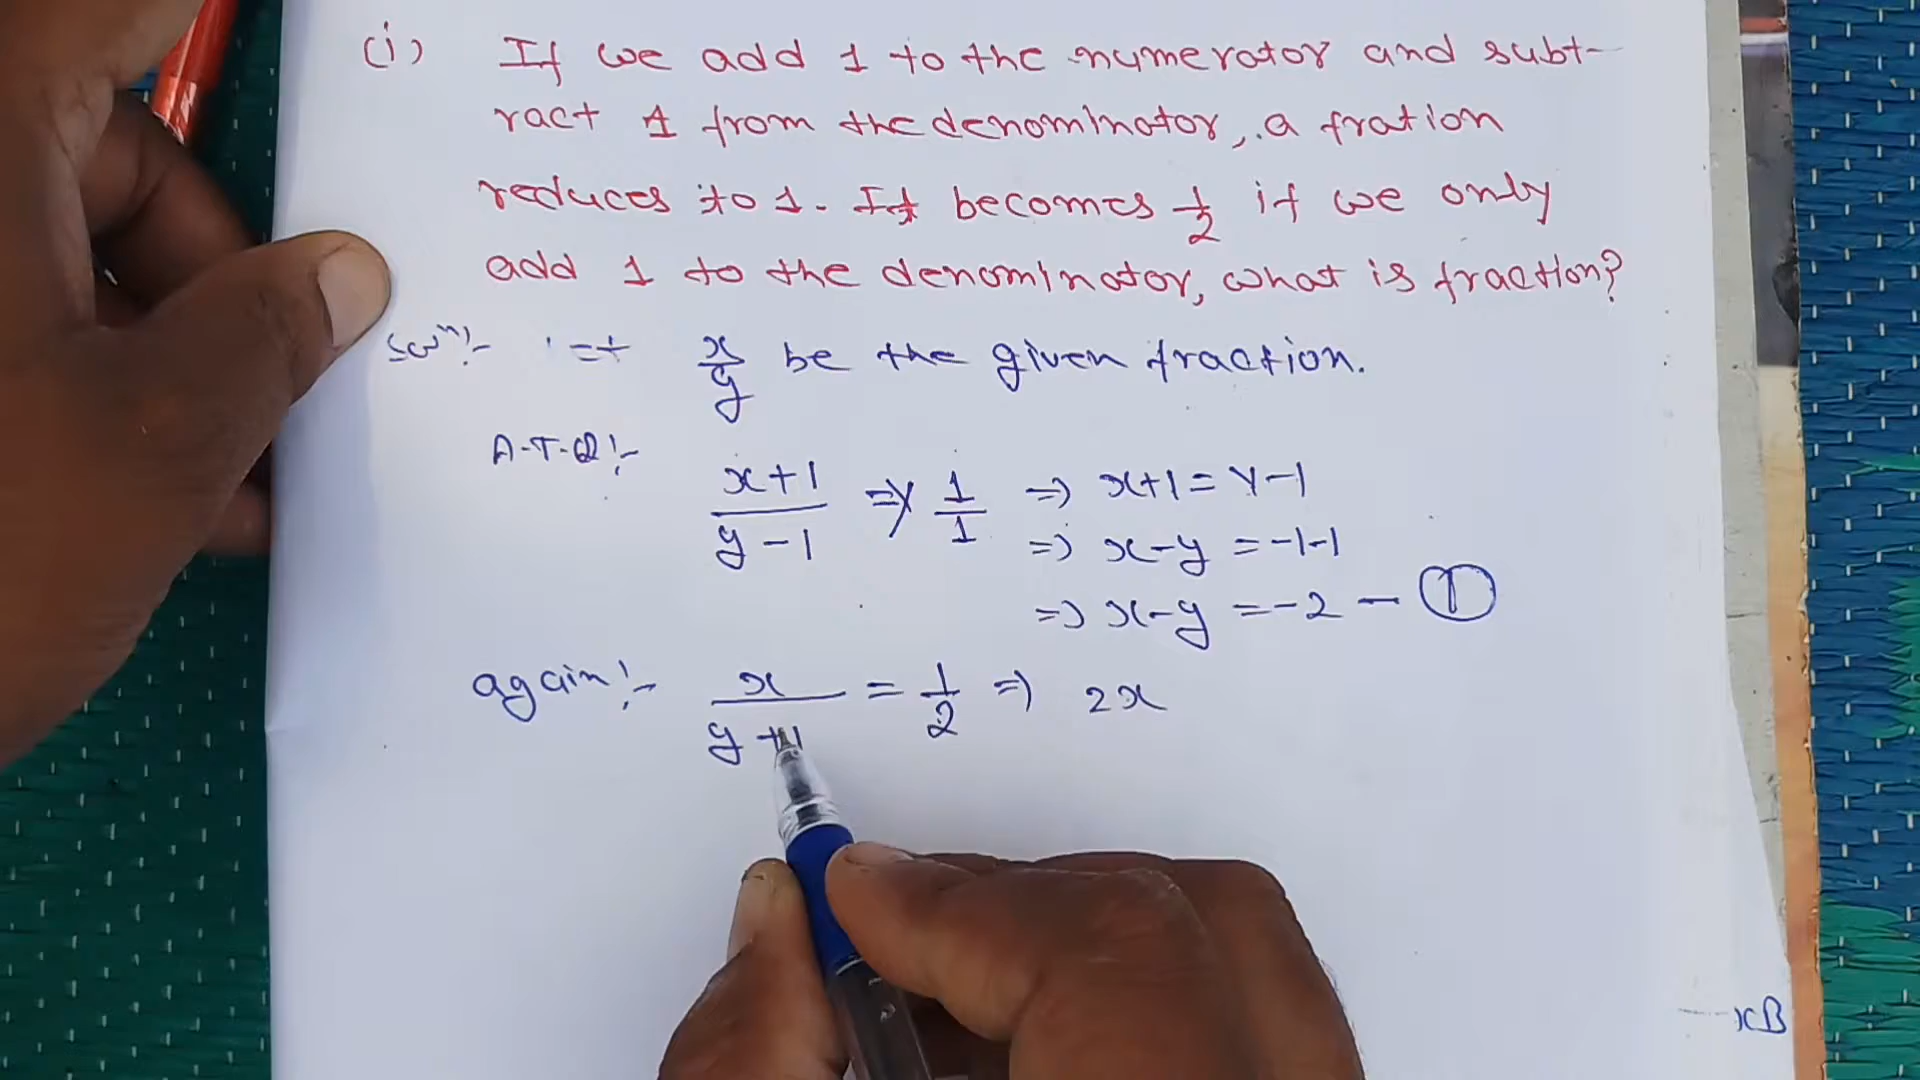 (i) If we add 1 to the numerator and subt-
ract 1 from the denominator, a fration
reduces to 1. It becomes 1/2 if we only
add 1 to the denominator, what is fraction?
Solⁿ:- x/y be the given fraction.
A.T.Q:-
(x+1)/(y-1) => 1/1 => x+1 = y-1
=> x-y = -1-1
=> x-y = -2 - ①
again:- x/(y+1) = 1/2 => 2x
xB